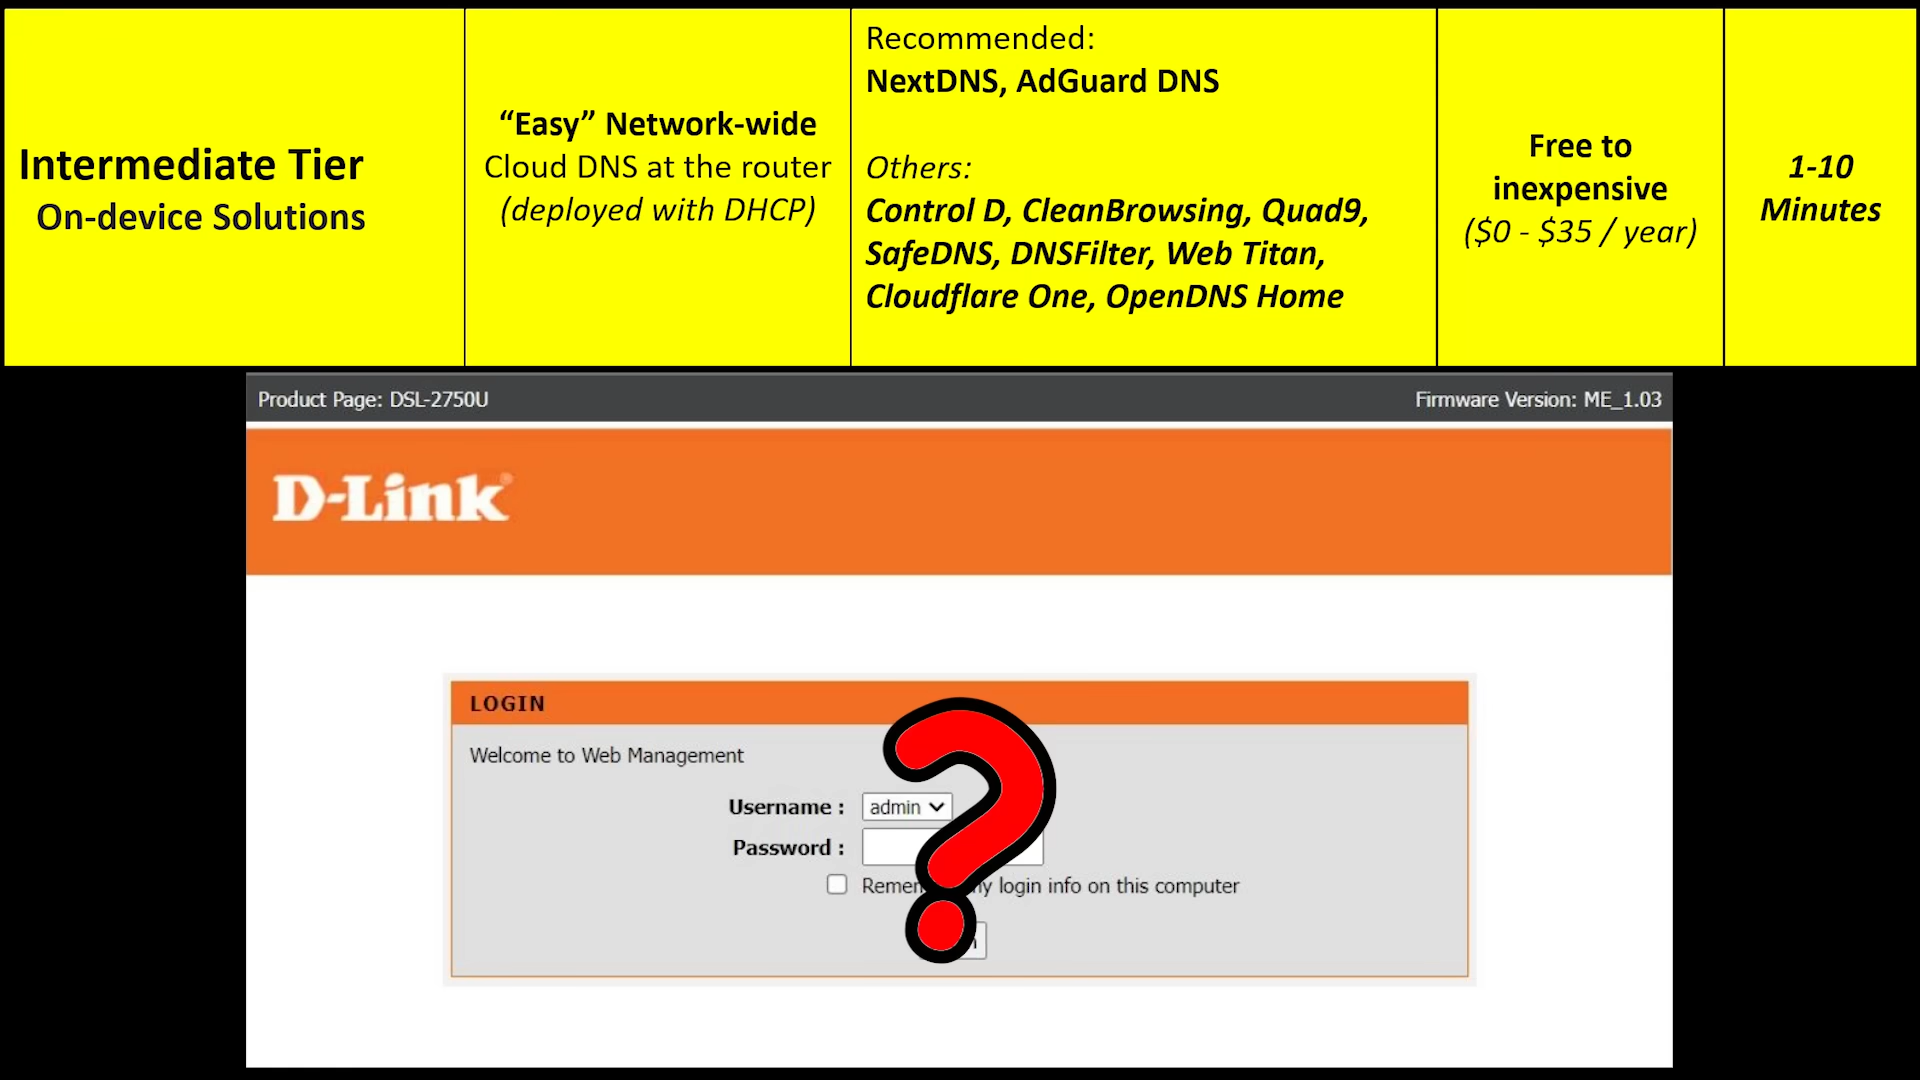 Intermediate Tier
On-device Solutions
“Easy” Network-wide
Cloud DNS at the router
(deployed with DHCP)
Recommended:
NextDNS, AdGuard DNS
Others:
Control D, CleanBrowsing, Quad9,
SafeDNS, DNSFilter, Web Titan,
Cloudflare One, OpenDNS Home
Free to
inexpensive
($0 - $35 / year)
1-10
Minutes
Product Page: DSL-2750U
Firmware Version: ME_1.03
D-Link
LOGIN
Welcome to Web Management
Username :
admin
Password :
login info on this computer
?